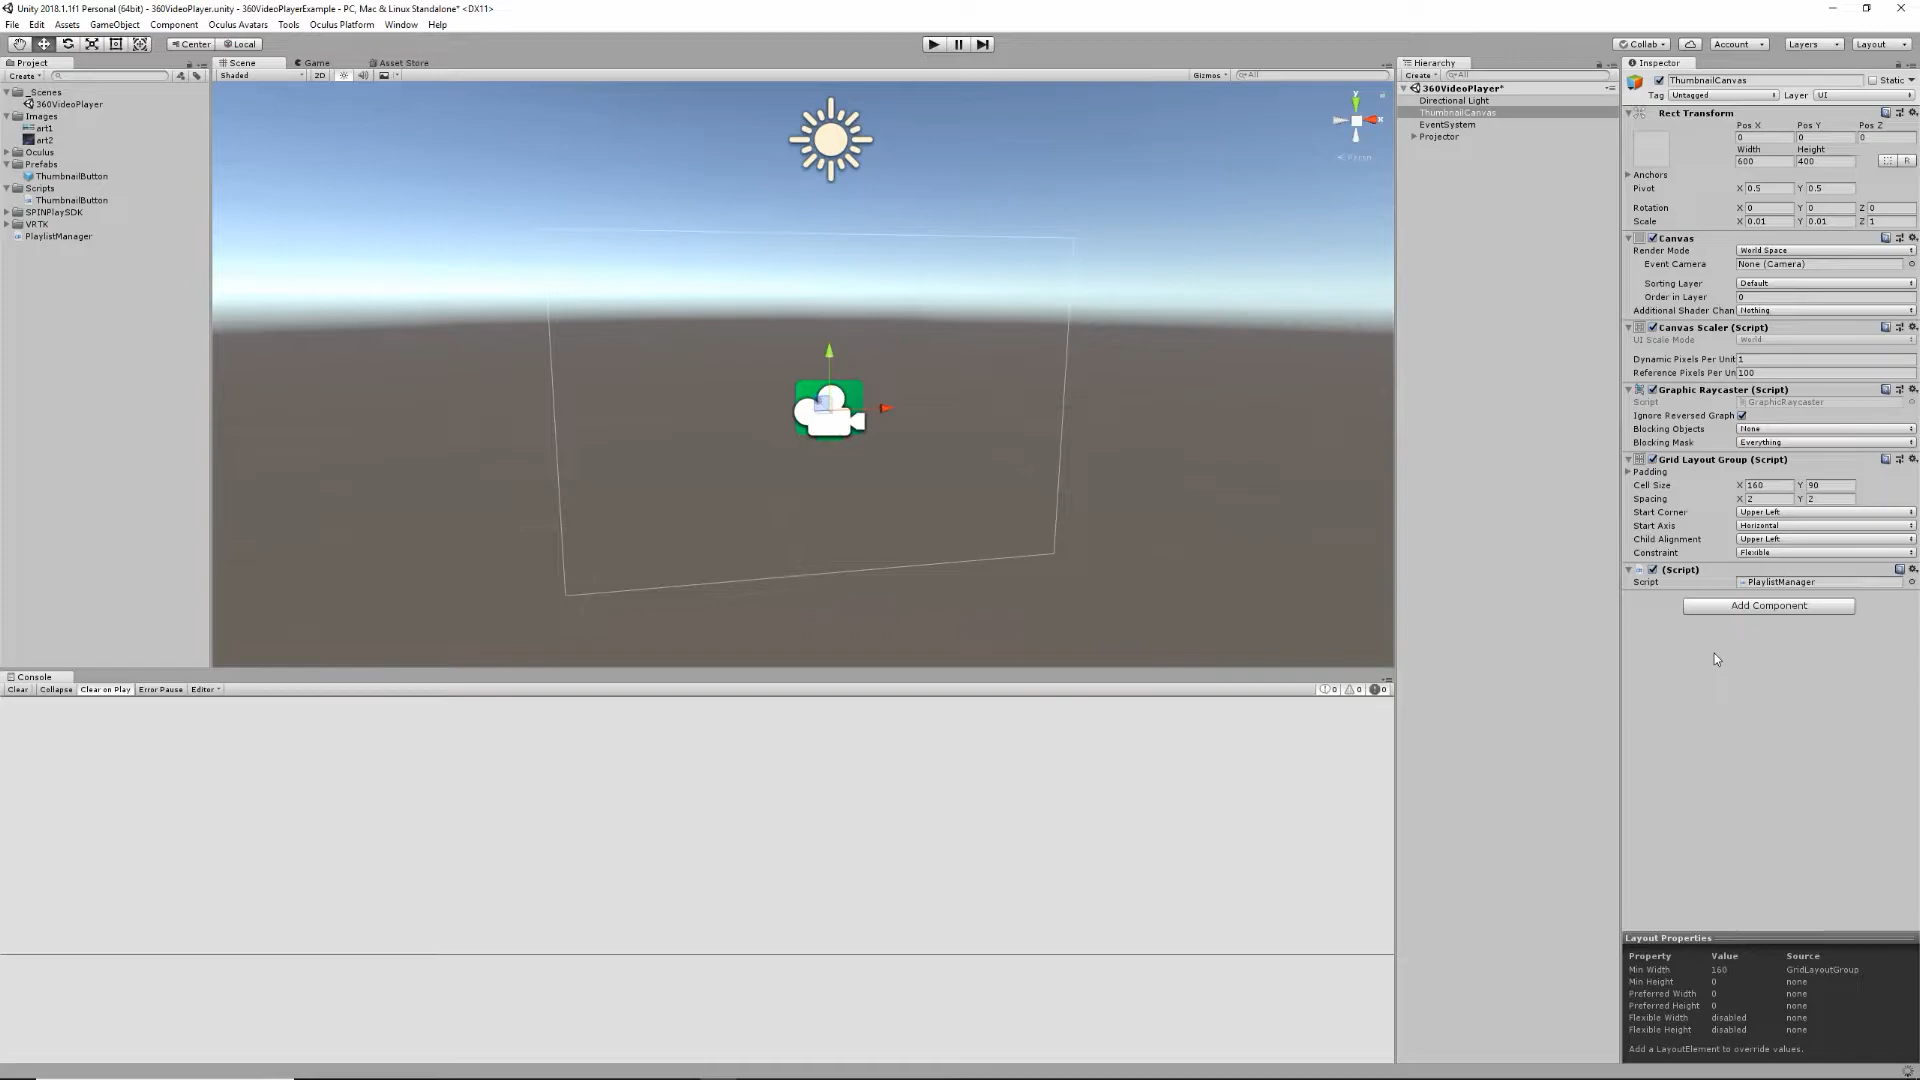 Unity 2018.1.1f1 Personal (64bit) - 360VideoPlayer.unity - 360VideoPlayerExample - PC, Mac & Linux Standalone* <DX11>
File Edit Assets GameObject Component Oculus Avatars Tools Oculus Platform Window Help
Center Local
Collab Account Layers Layout
Project
Create
_Scenes
360VideoPlayer
Images
art1
art2
Oculus
Prefabs
ThumbnailButton
Scripts
ThumbnailButton
SPINPlaySDK
VRTK
PlaylistManager
Scene Game Asset Store
Shaded 2D Gizmos All
y
x
Persp
Console
Clear Collapse Clear on Play Error Pause Editor
0 0 0
Hierarchy
Create All
360VideoPlayer*
Directional Light
ThumbnailCanvas
EventSystem
Projector
Inspector
ThumbnailCanvas Static
Tag Untagged Layer UI
Rect Transform
Pos X Pos Y Pos Z
0 0 0
Width Height
600 400 R
Anchors
Pivot X 0.5 Y 0.5
Rotation X 0 Y 0 Z 0
Scale X 0.01 Y 0.01 Z 1
Canvas
Render Mode World Space
Event Camera None (Camera)
Sorting Layer Default
Order in Layer 0
Additional Shader Chan Nothing
Canvas Scaler (Script)
UI Scale Mode World
Dynamic Pixels Per Unit 1
Reference Pixels Per Un 100
Graphic Raycaster (Script)
Script GraphicRaycaster
Ignore Reversed Graph
Blocking Objects None
Blocking Mask Everything
Grid Layout Group (Script)
Padding
Cell Size X 160 Y 90
Spacing X 2 Y 2
Start Corner Upper Left
Start Axis Horizontal
Child Alignment Upper Left
Constraint Flexible
(Script)
Script PlaylistManager
Add Component
Layout Properties
Property Value Source
Min Width 160 GridLayoutGroup
Min Height 0 none
Preferred Width 0 none
Preferred Height 0 none
Flexible Width disabled none
Flexible Height disabled none
Add a LayoutElement to override values.